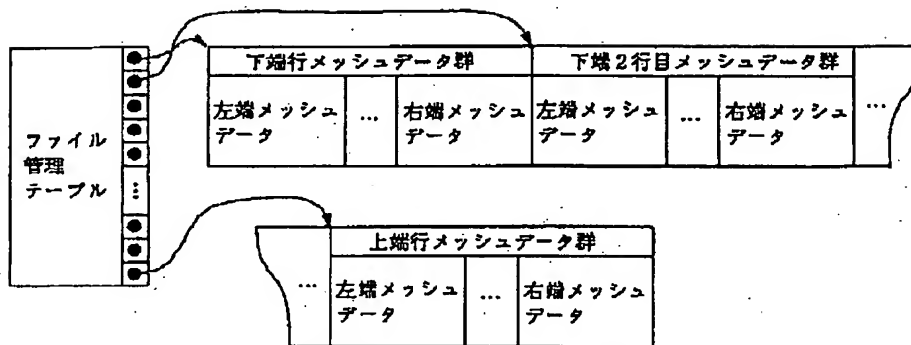 下端行メッシュデータ群
下端2行目メッシュデータ群
左端メッシュ
データ
…
右端メッシュ
データ
左端メッシュ
データ
…
右端メッシュ
データ
…
ファイル
管理
テーブル
⋮
上端行メッシュデータ群
…
左端メッシュ
データ
…
右端メッシュ
データ